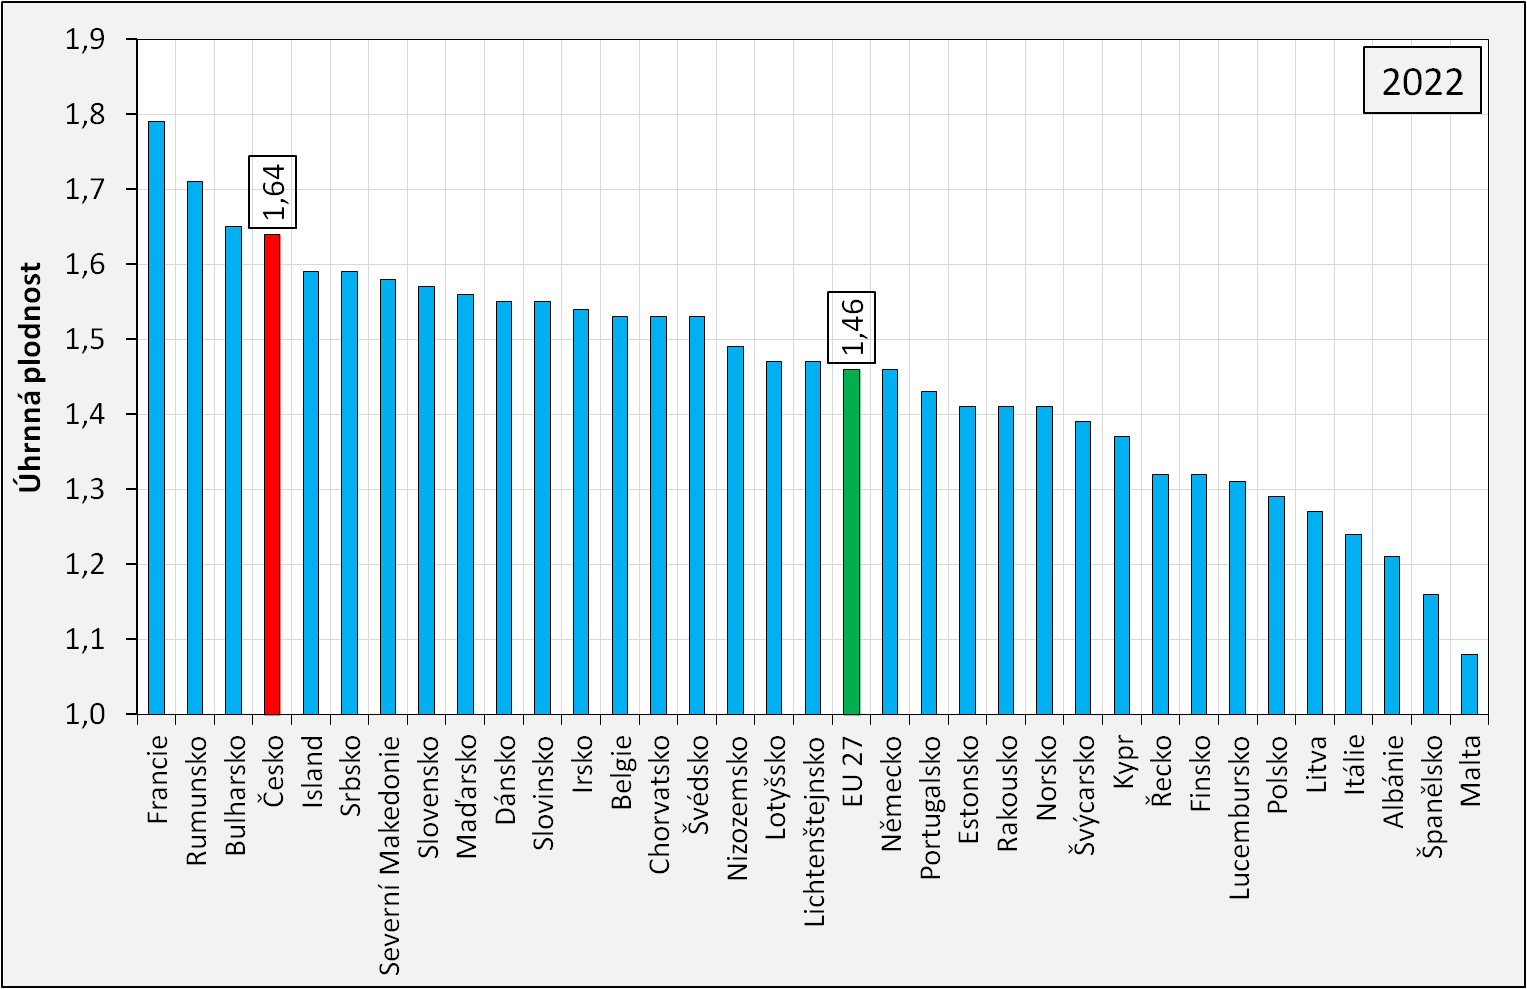 2022
Úhrnná plodnost
1,9
1,8
1,7
1,6
1,5
1,4
1,3
1,2
1,1
1,0
1,64
1,46
Francie
Rumunsko
Bulharsko
Česko
Island
Srbsko
Severní Makedonie
Slovensko
Maďarsko
Dánsko
Slovinsko
Irsko
Belgie
Chorvatsko
Švédsko
Nizozemsko
Lotyšsko
Lichtenštejnsko
EU 27
Německo
Portugalsko
Estonsko
Rakousko
Norsko
Švýcarsko
Kypr
Řecko
Finsko
Lucembursko
Polsko
Litva
Itálie
Albánie
Španělsko
Malta